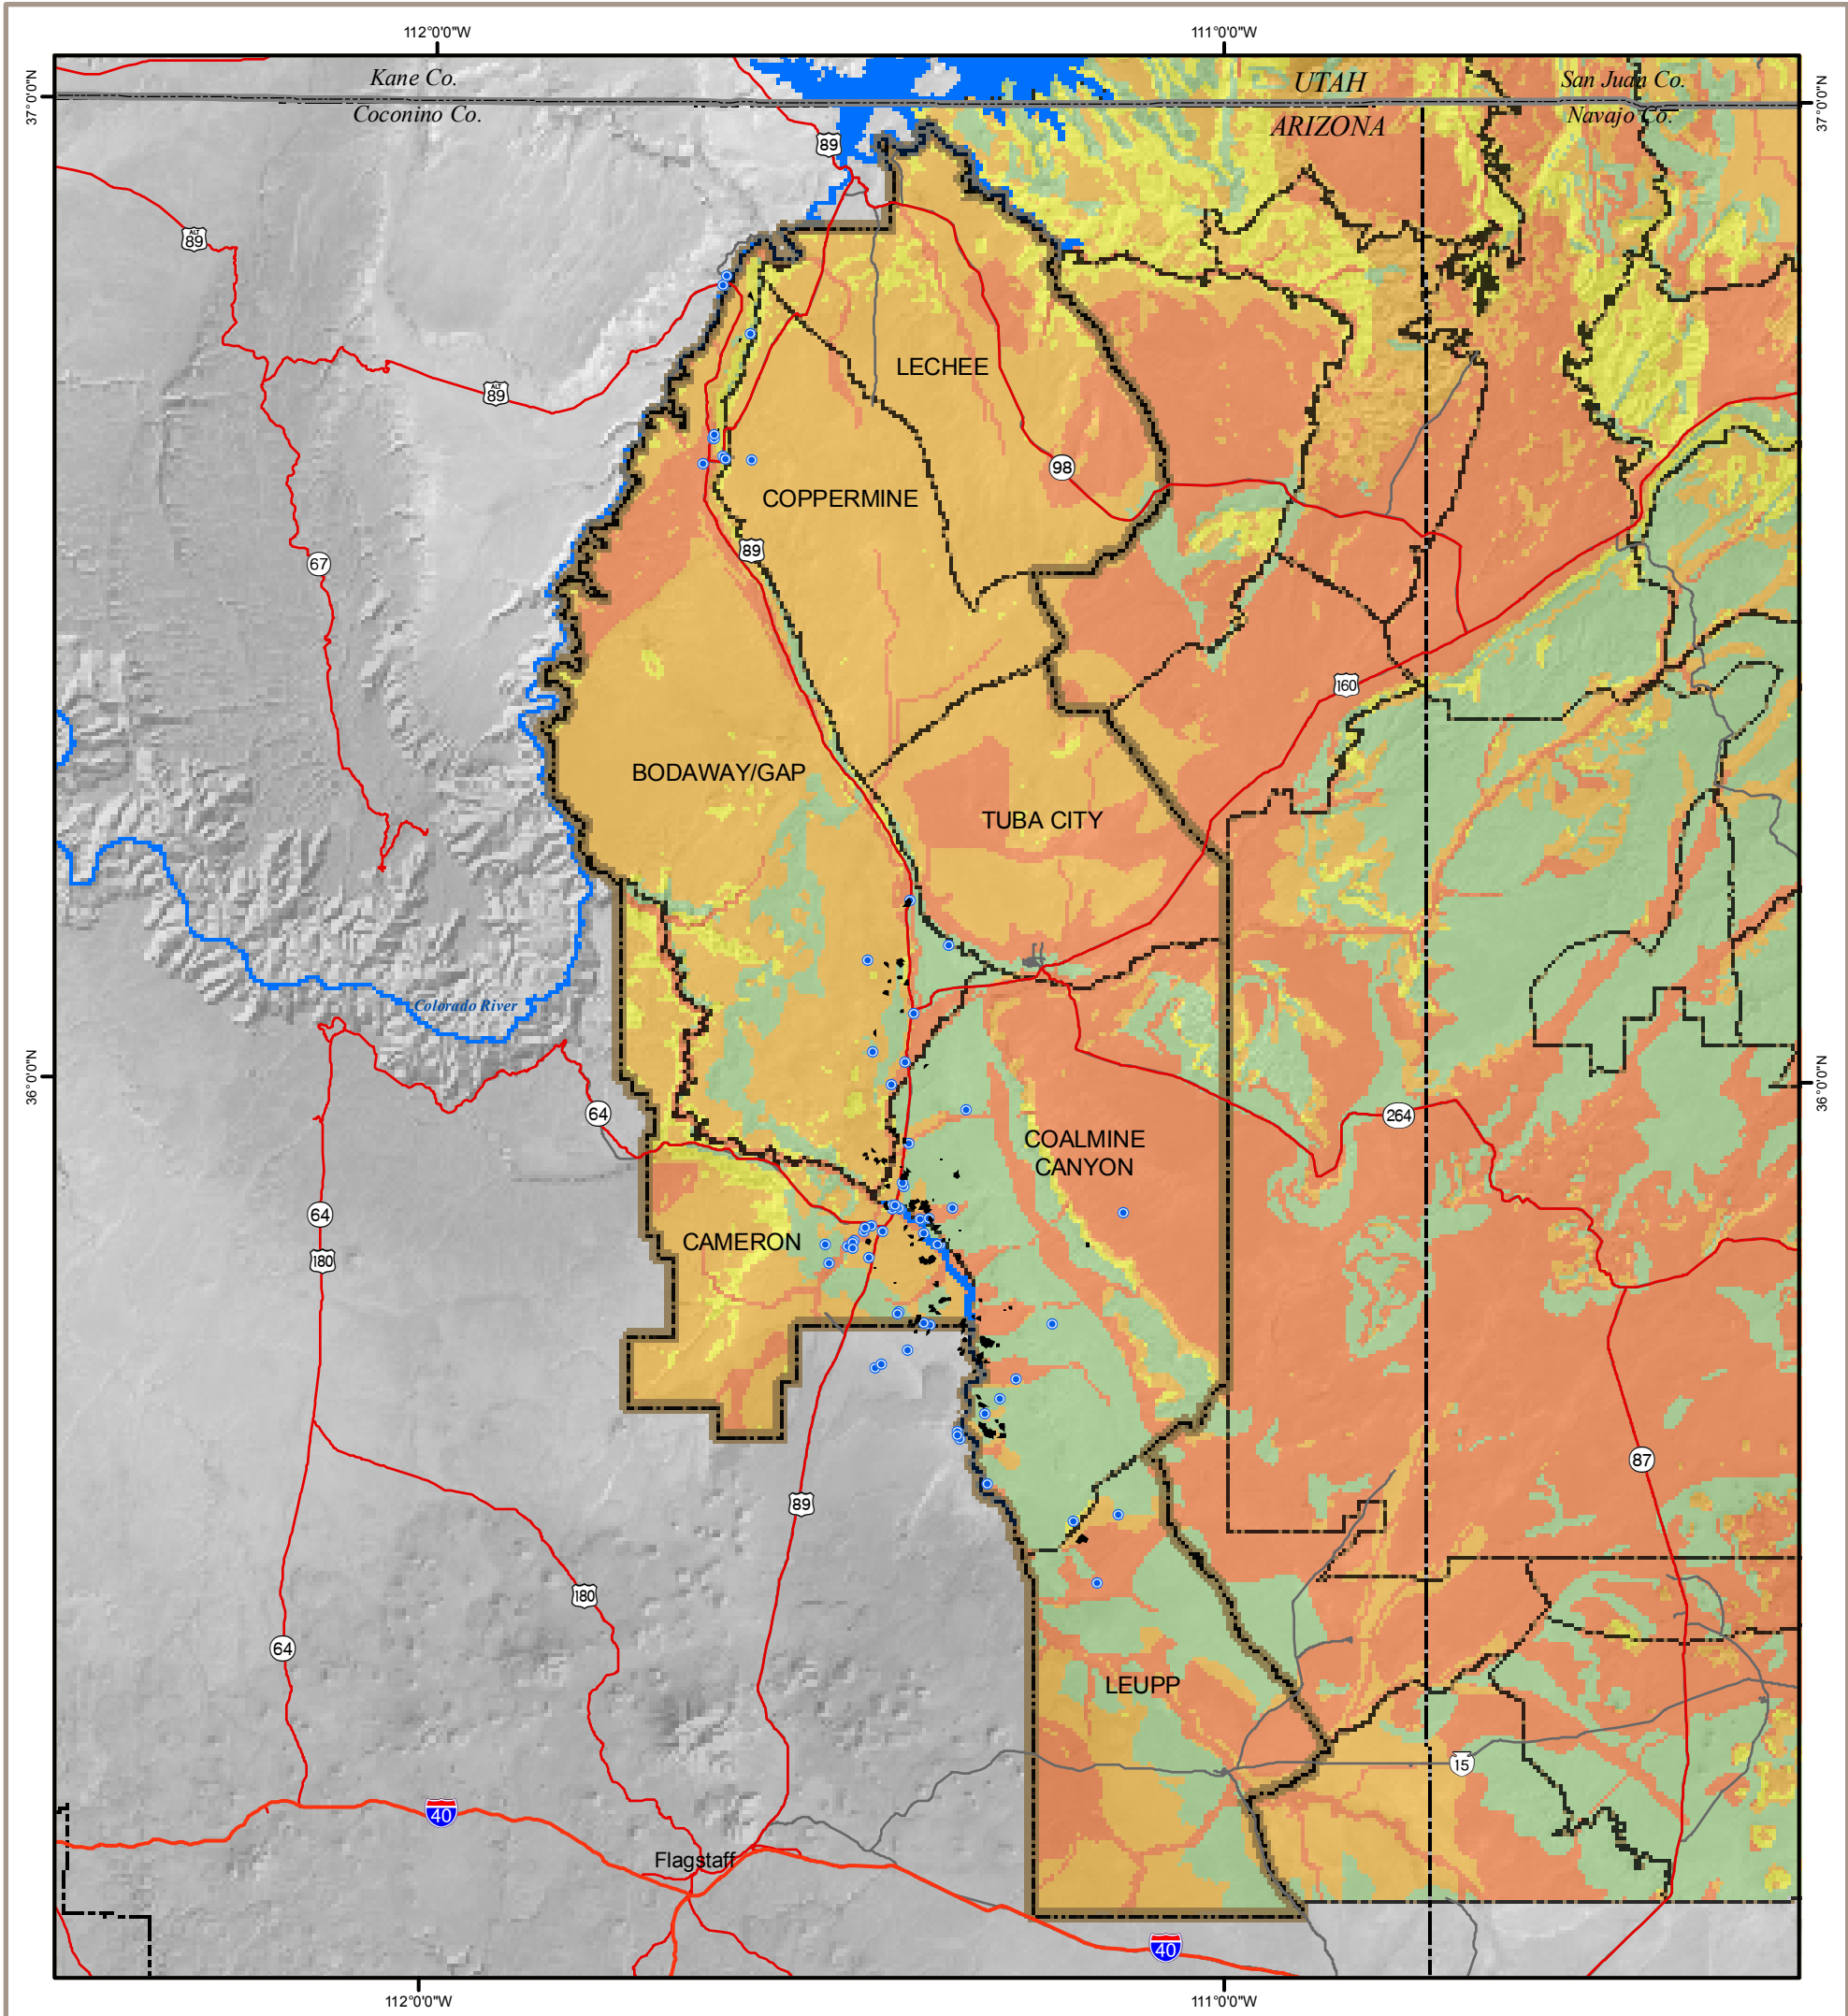 112°0'0"W
111°0'0"W
37°0'0"N
37°0'0"N
Kane Co.
Coconino Co.
UTAH
ARIZONA
San Juan Co.
Navajo Co.
89
ALT
89
ALT
89
LECHEE
98
COPPERMINE
89
67
160
BODAWAY/GAP
TUBA CITY
Colorado River
36°0'0"N
36°0'0"N
64
264
COALMINE
CANYON
64
180
CAMERON
87
89
180
64
LEUPP
15
40
Flagstaff
40
112°0'0"W
111°0'0"W